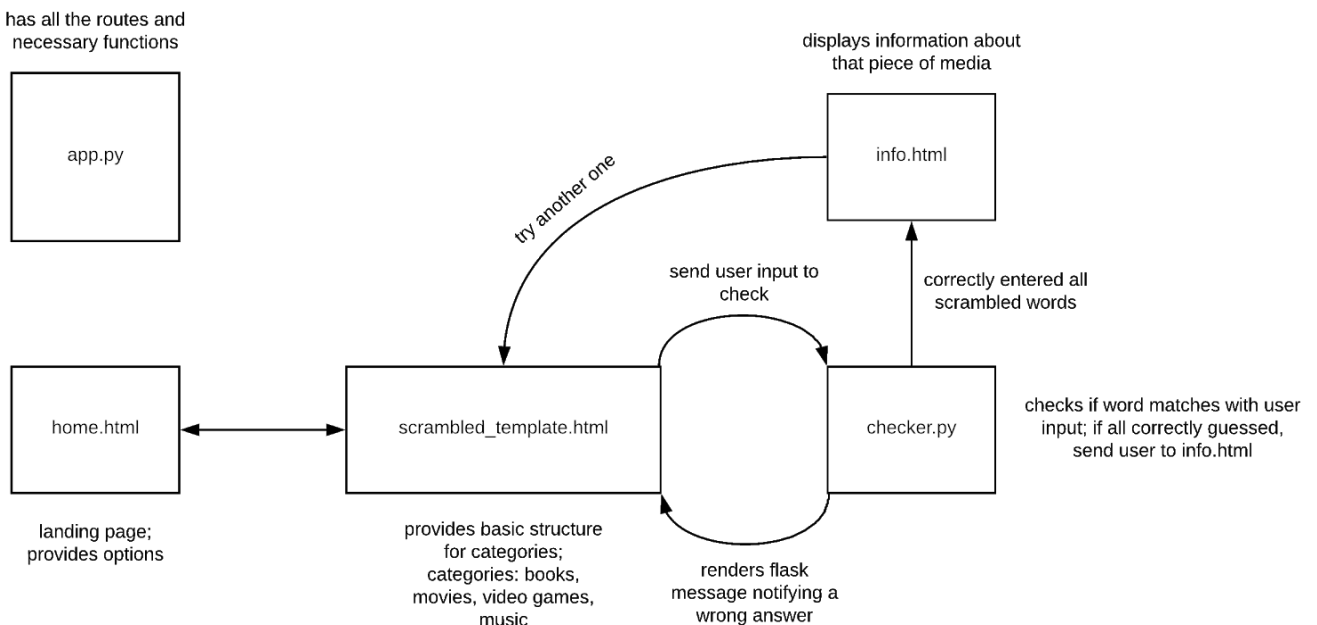 has all the routes and
necessary functions
app.py
displays information about
that piece of media
info.html
try another one
send user input to
check
correctly entered all
scrambled words
home.html
scrambled_template.html
checker.py
checks if word matches with user
input; if all correctly guessed,
send user to info.html
landing page;
provides options
provides basic structure
for categories;
categories: books,
movies, video games,
music
renders flask
message notifying a
wrong answer